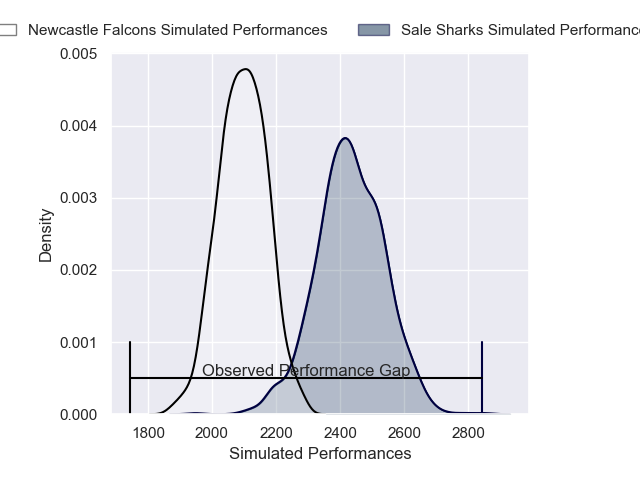 Newcastle Falcons Simulated Performances
Sale Sharks Simulated Performance
0.005
0.004
0.003
0.002
0.001
0.000
Density
Observed Performance Gap
1800 2000 2200 2400 2600 2800
Simulated Performances